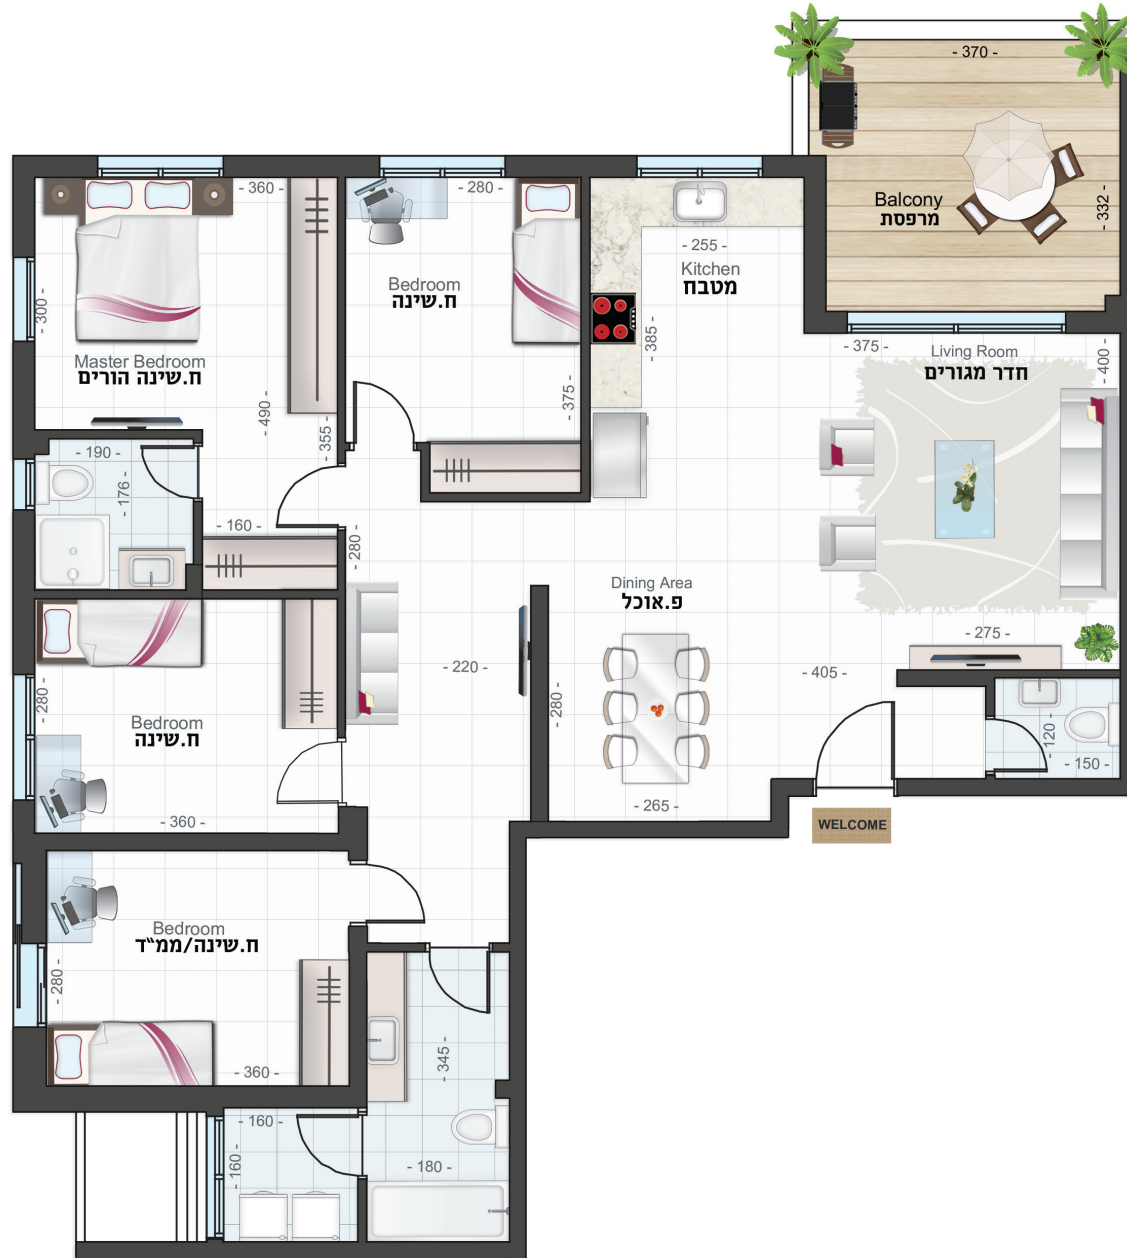 - 370 -
Balcony
מרפסת
- 332 -
- 360 -
- 300 -
Master Bedroom
ח.שינה הורים
- 490 -
- 355 -
- 280 -
Bedroom
ח.שינה
- 375 -
- 255 -
Kitchen
מטבח
- 385 -
- 375 -
Living Room
חדר מגורים
- 400 -
- 190 -
- 176 -
- 160 -
- 280 -
Dining Area
פ.אוכל
- 275 -
- 220 -
- 405 -
- 280 -
- 265 -
- 120 -
- 150 -
WELCOME
- 280 -
Bedroom
ח.שינה
- 360 -
Bedroom
ח.שינה/ממ״ד
- 280 -
- 360 -
- 345 -
- 160 -
- 160 -
- 180 -